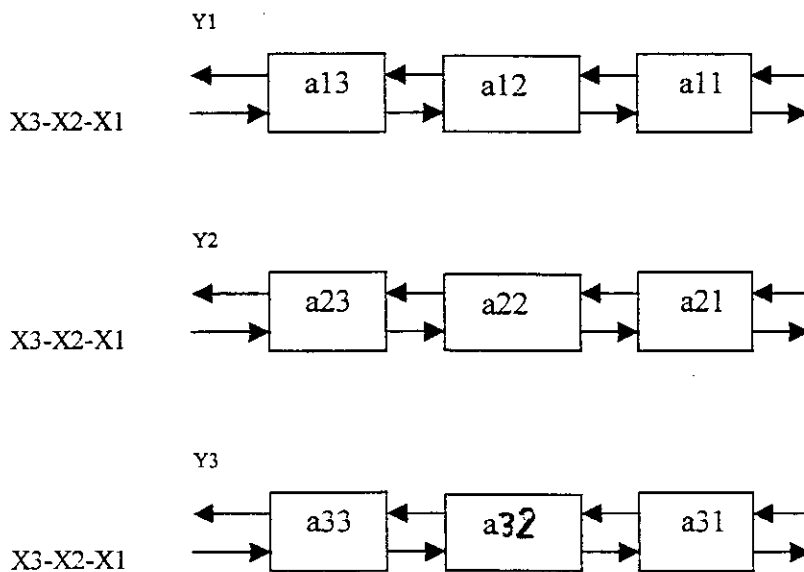 Y1
a13 a12 a11
X3-X2-X1
Y2
a23 a22 a21
X3-X2-X1
Y3
a33 a32 a31
X3-X2-X1